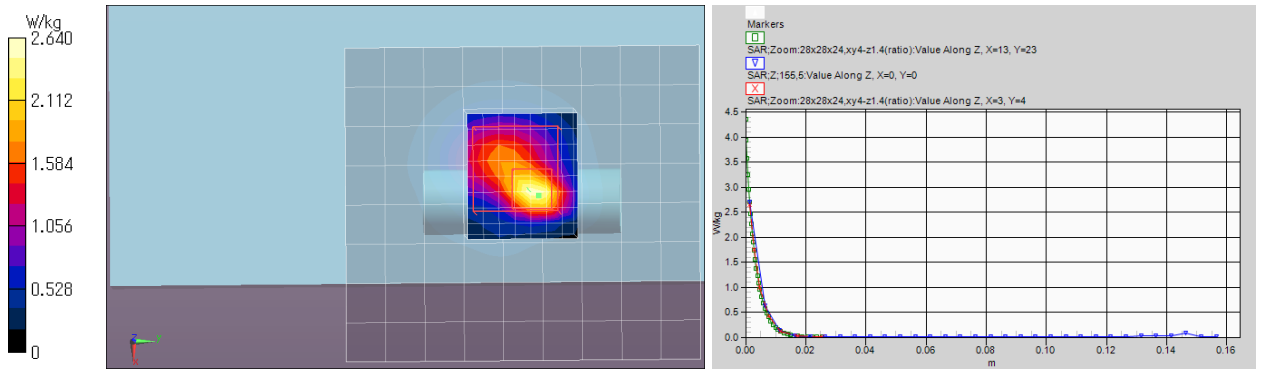 W/kg
2.640
2.112
1.584
1.056
0.528
0
z
y
x
Markers
SAR;Zoom:28x28x24,xy4-z1.4(ratio):Value Along Z, X=13, Y=23
SAR;Z;155,5:Value Along Z, X=0, Y=0
SAR;Zoom:28x28x24,xy4-z1.4(ratio):Value Along Z, X=3, Y=4
4.5
4.0
3.5
3.0
2.5
2.0
1.5
1.0
0.5
0.0
W/kg
0.00 0.02 0.04 0.06 0.08 0.10 0.12 0.14 0.16
m